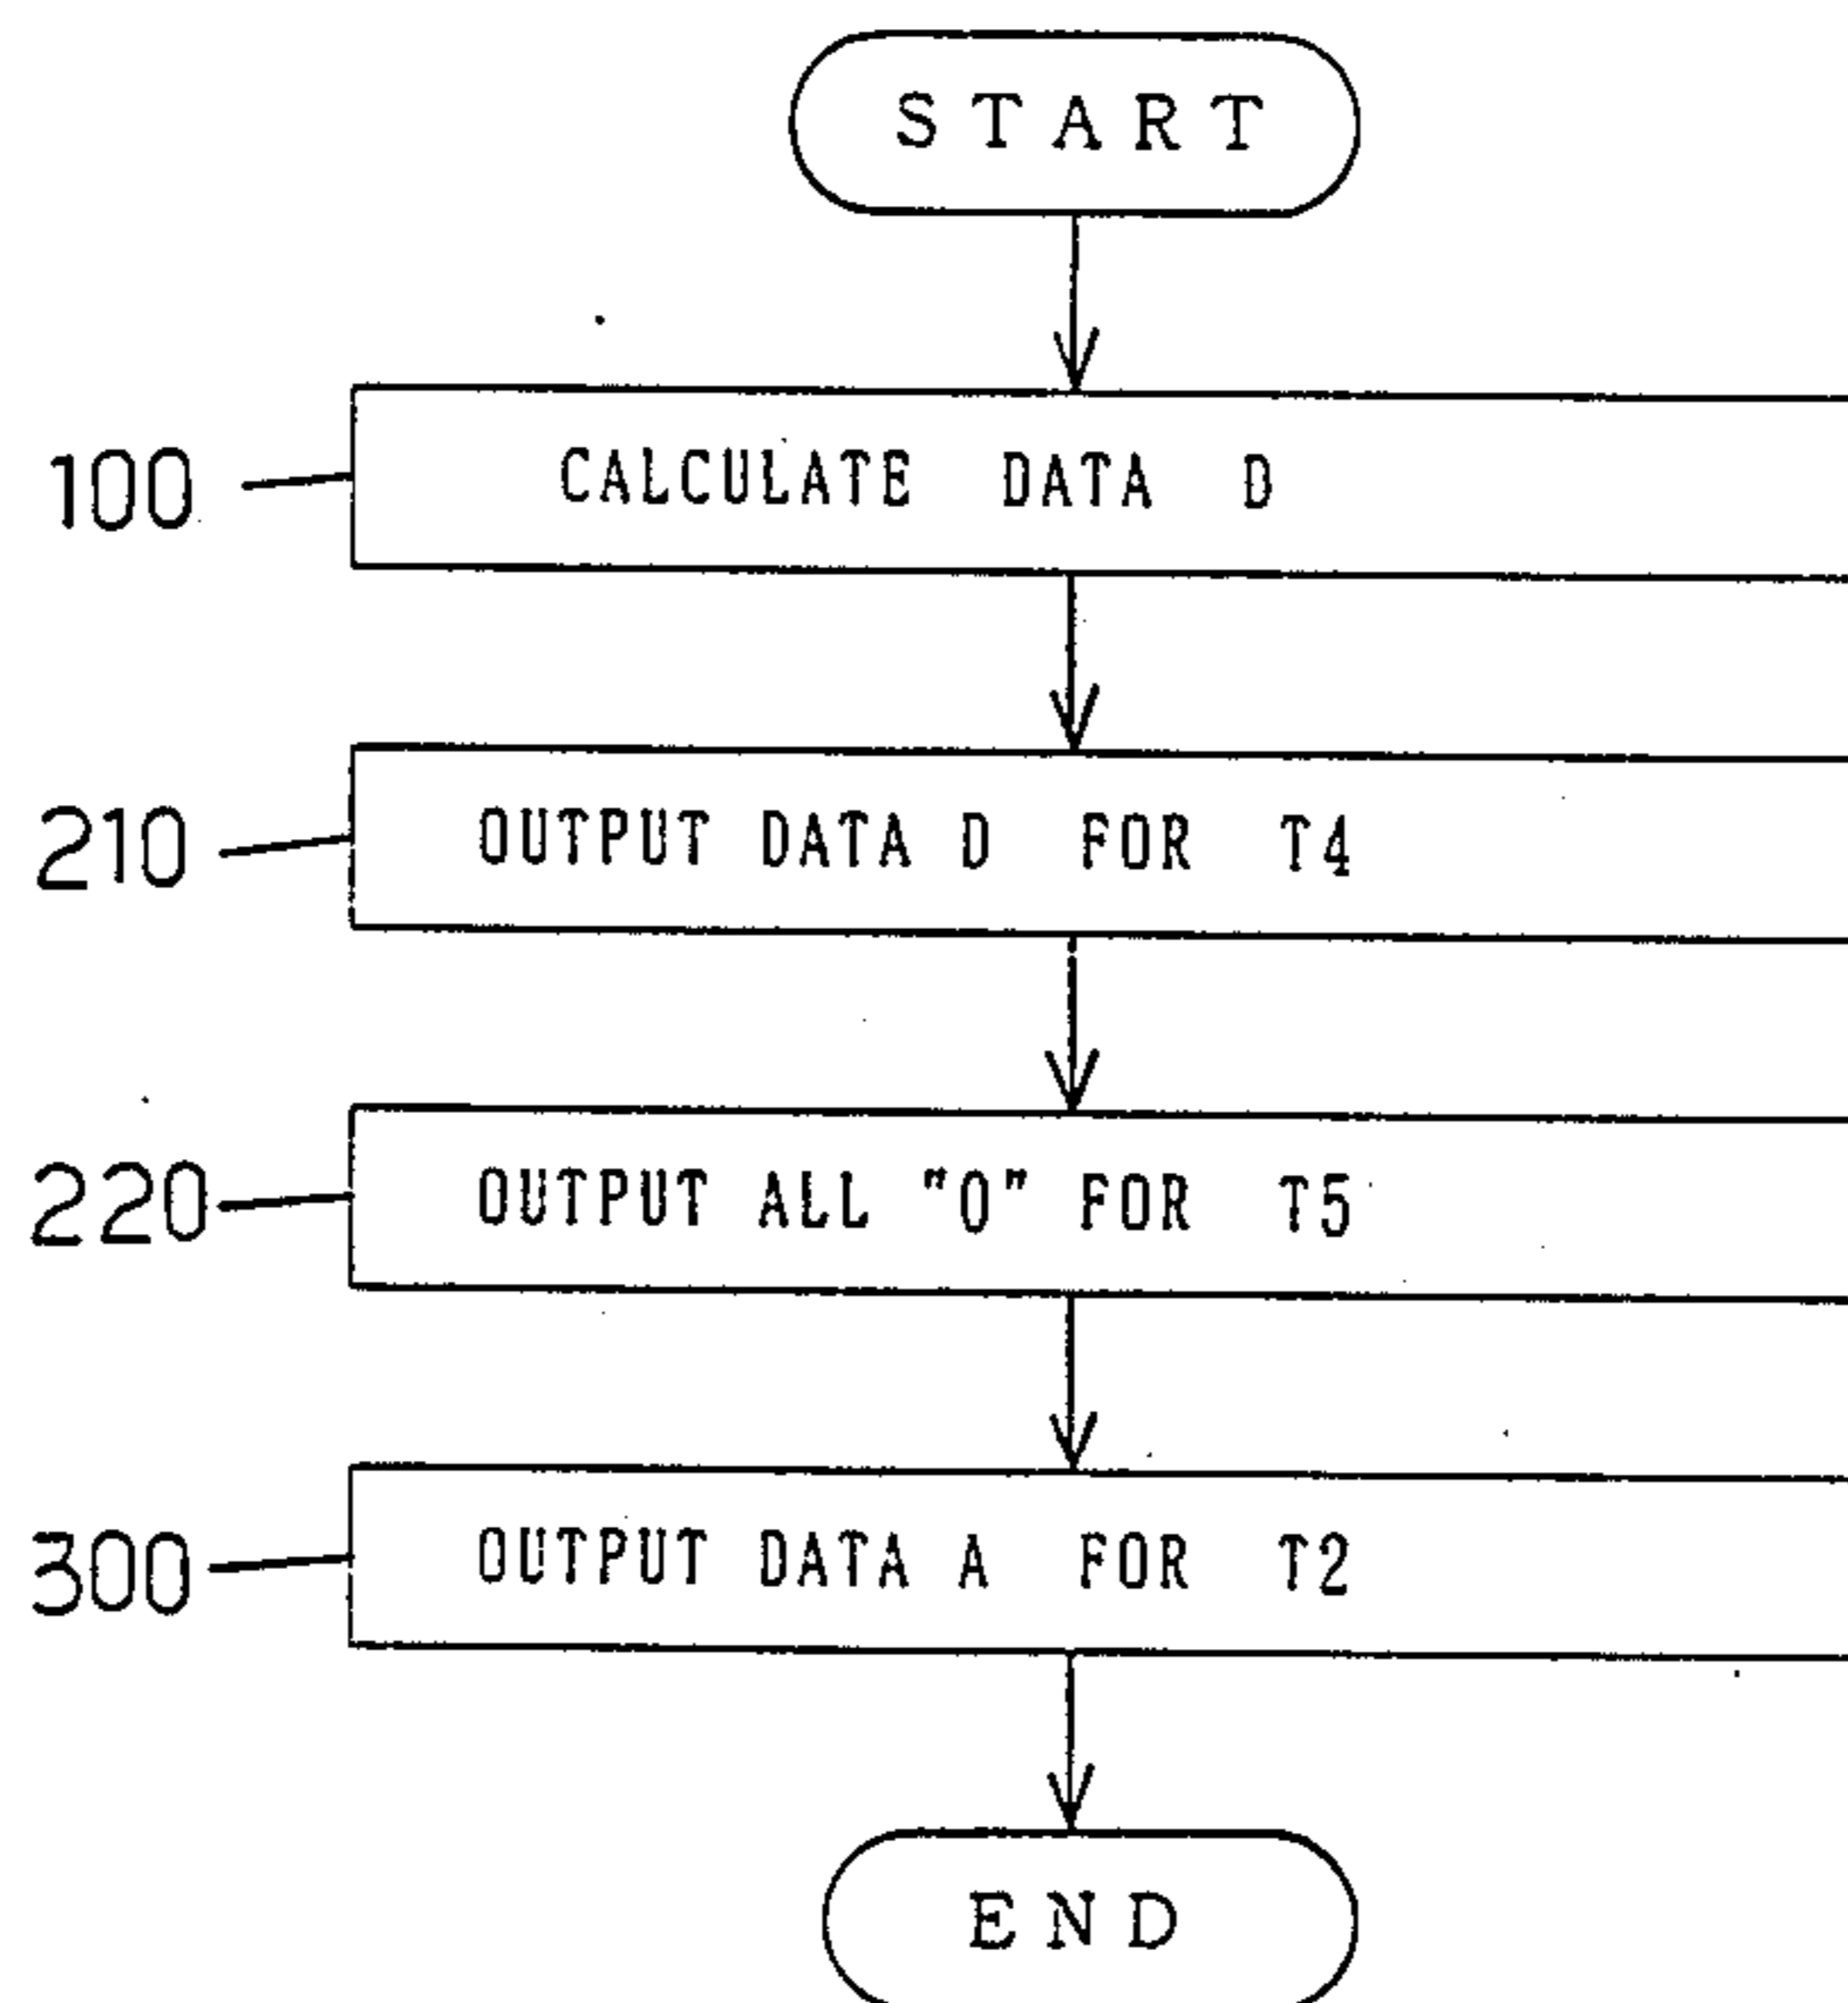 START
100 CALCULATE DATA D
210 OUTPUT DATA D FOR T4
220 OUTPUT ALL "0" FOR T5
300 OUTPUT DATA A FOR T2
END